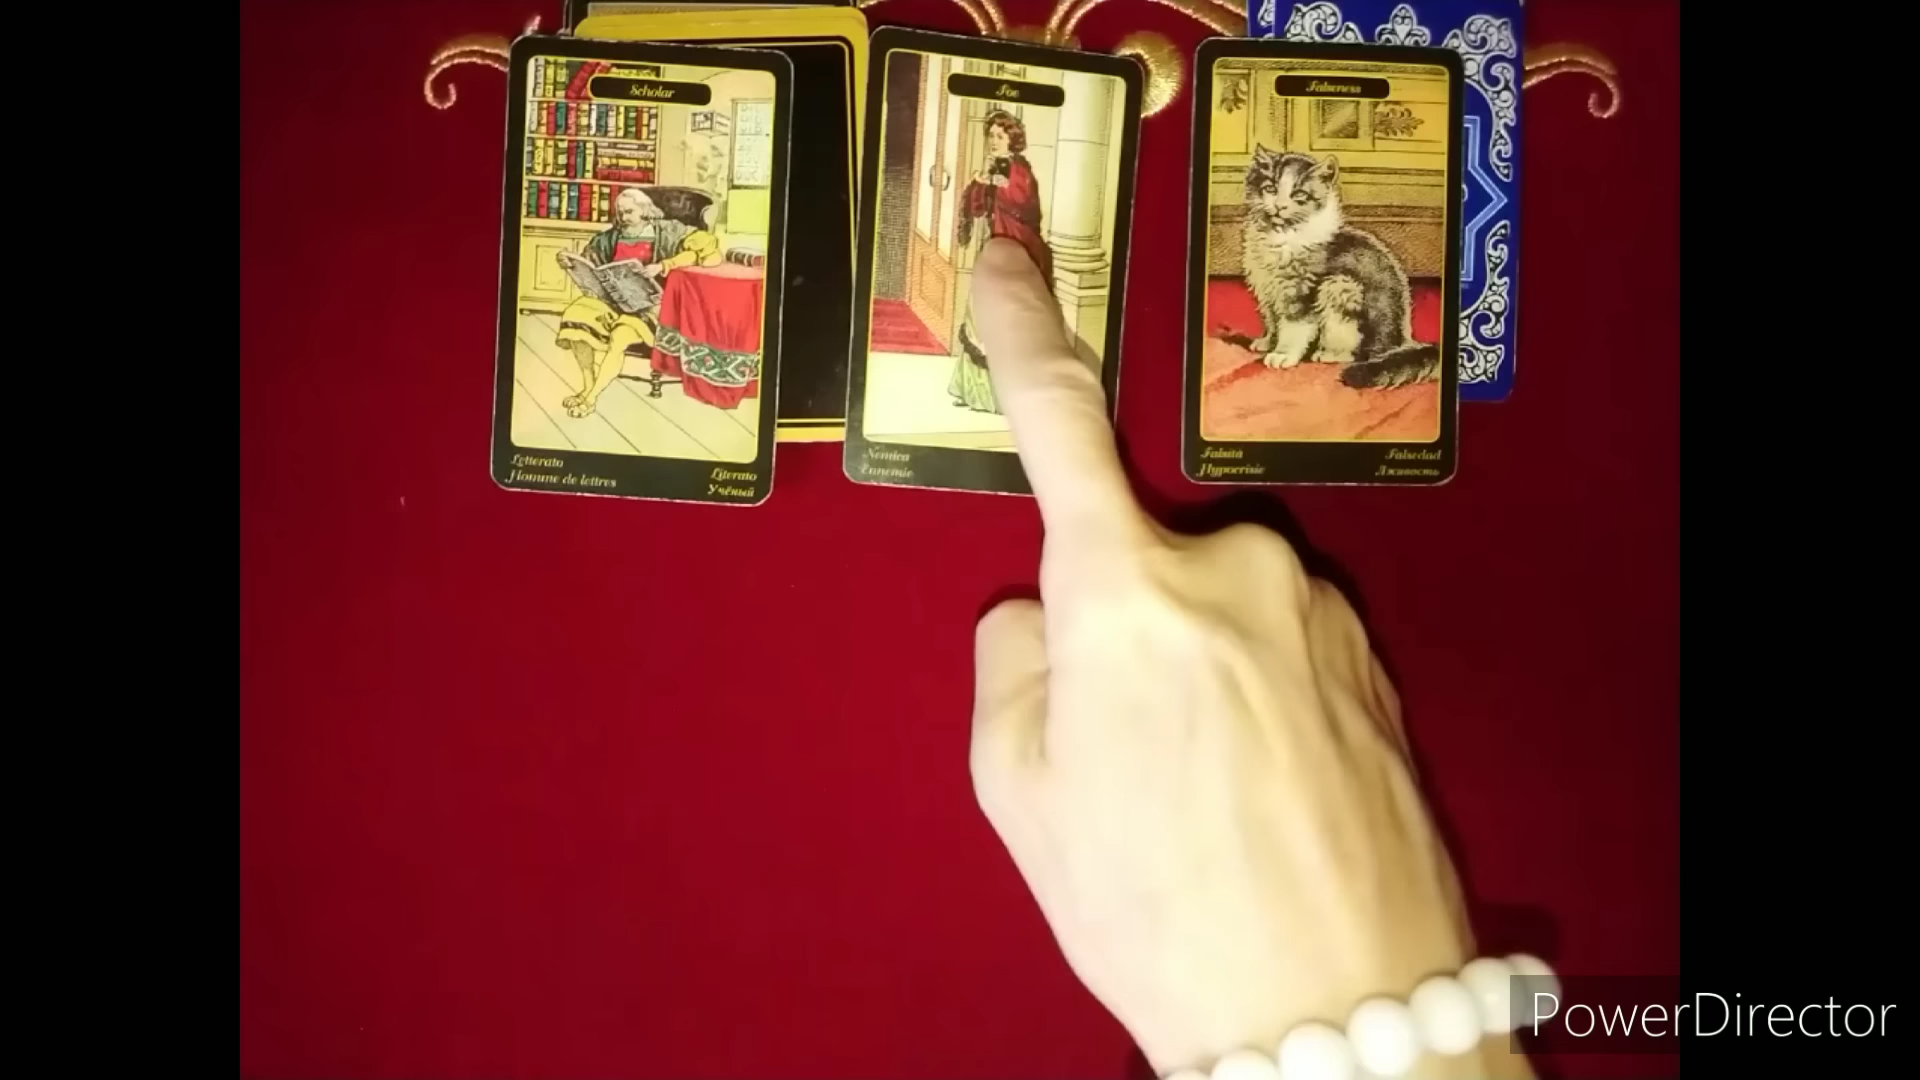 Scholar
Letterato
Homme de lettres
Literato
Учёный
Foe
Nemica
Ennemie
Falseness
Falsità
Hypocrisie
Falsedad
Лживость
PowerDirector